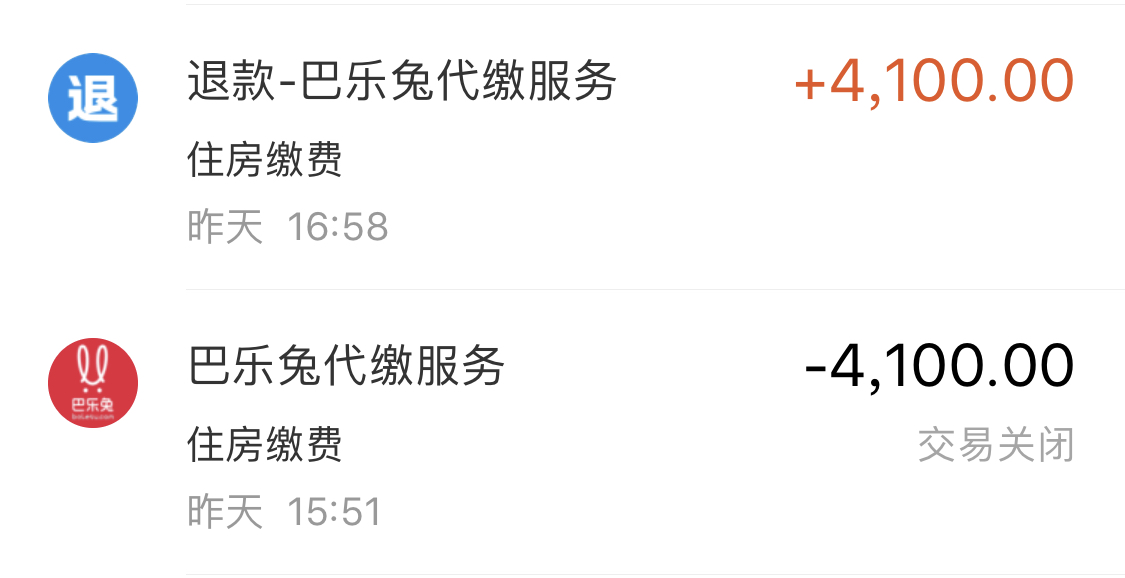 退
退款-巴乐兔代缴服务
+4,100.00
住房缴费
昨天 16:58
巴乐兔代缴服务
-4,100.00
巴乐兔
住房缴费
交易关闭
昨天 15:51